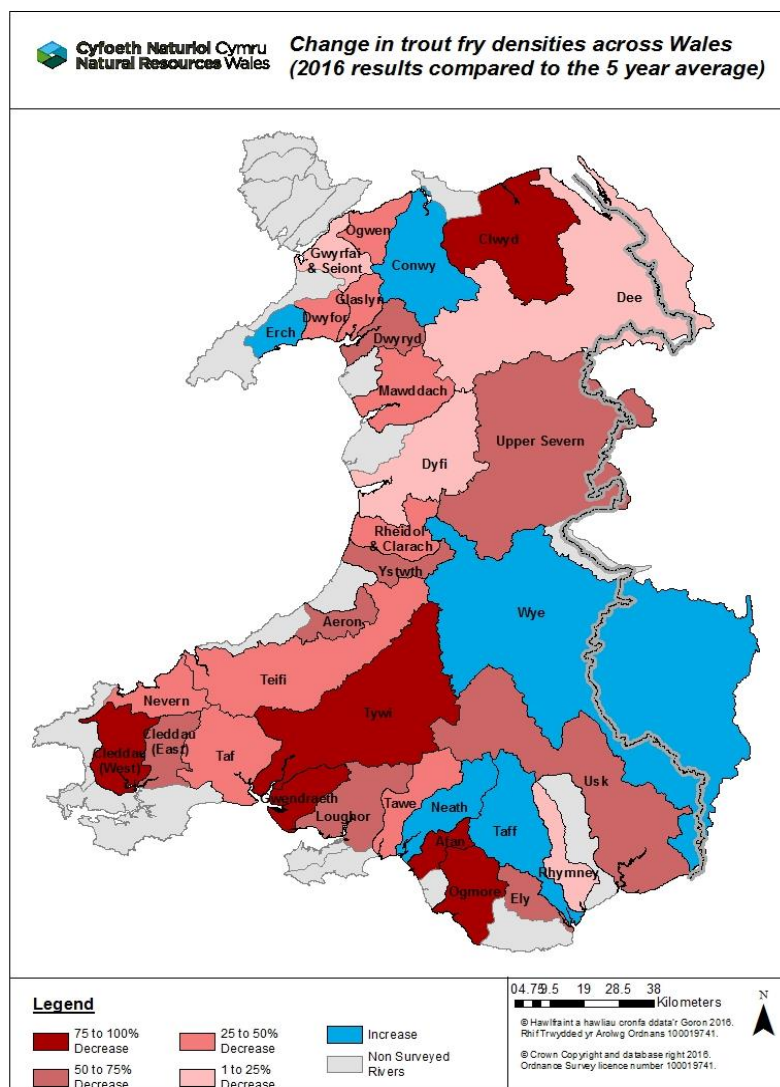 Cyfoeth Naturiol Cymru
Natural Resources Wales
Change in trout fry densities across Wales
(2016 results compared to the 5 year average)
Ogwen
Gwyrfai
& Seiont
Conwy
Clwyd
Dee
Glaslyn
Dwyfor
Erch
Dwyryd
Mawddach
Upper Severn
Dyfi
Rheidol
& Clarach
Ystwth
Wye
Aeron
Teifi
Nevern
Tywi
Cleddau
(East)
Cleddau
(West)
Taf
Usk
Gwendraeth
Tawe
Neath
Loughor
Taff
Afan
Rhymney
Ogmore
Ely
Legend
75 to 100%
Decrease
50 to 75%
Decrease
25 to 50%
Decrease
1 to 25%
Decrease
Increase
Non Surveyed
Rivers
04.759.5 19 28.5 38
Kilometers
N
© Hawlfraint a hawliau cronfa ddata'r Goron 2016.
Rhif Trwydded yr Arolwg Ordnans 100019741.
© Crown Copyright and database right 2016.
Ordnance Survey licence number 100019741.